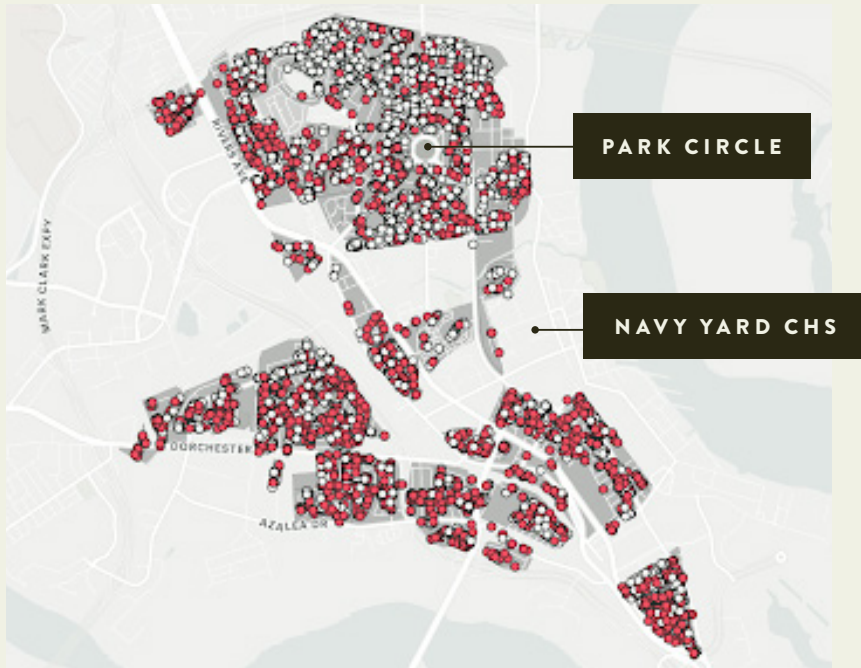 PARK CIRCLE
RIVERS AVE
MARK CLARK EXPY
NAVY YARD CHS
DORCHESTER
AZALEA DR